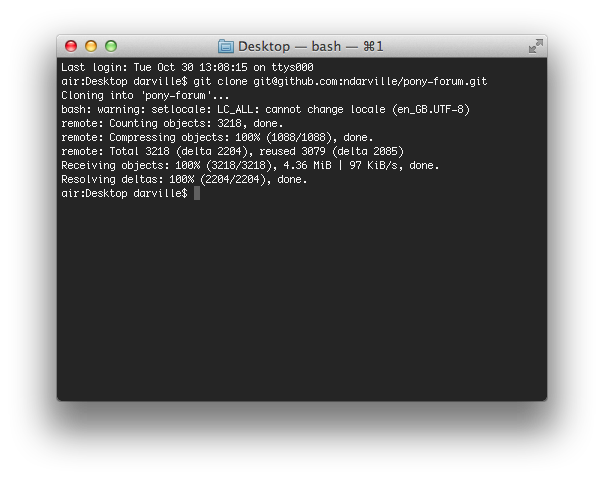 Desktop — bash — ⌘1
Last login: Tue Oct 30 13:08:15 on ttys000
air:Desktop darville$ git clone git@github.com:ndarville/pony-forum.git
Cloning into 'pony-forum'...
bash: warning: setlocale: LC_ALL: cannot change locale (en_GB.UTF-8)
remote: Counting objects: 3218, done.
remote: Compressing objects: 100% (1088/1088), done.
remote: Total 3218 (delta 2204), reused 3079 (delta 2085)
Receiving objects: 100% (3218/3218), 4.36 MiB | 97 KiB/s, done.
Resolving deltas: 100% (2204/2204), done.
air:Desktop darville$